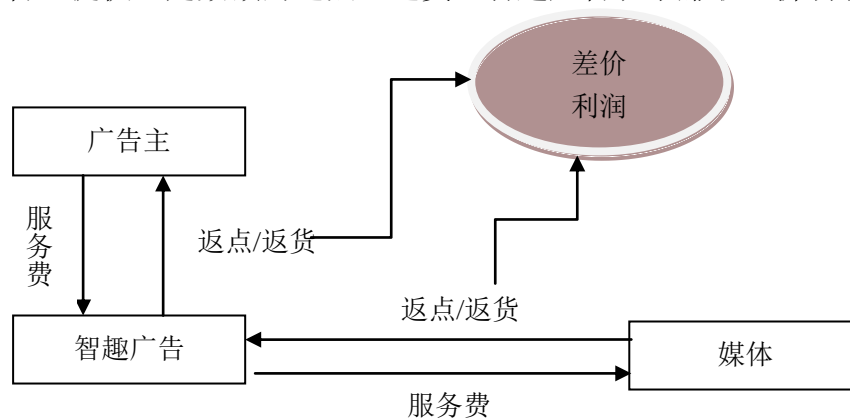 差价
利润
广告主
服务费
返点/返货
返点/返货
智趣广告
媒体
服务费